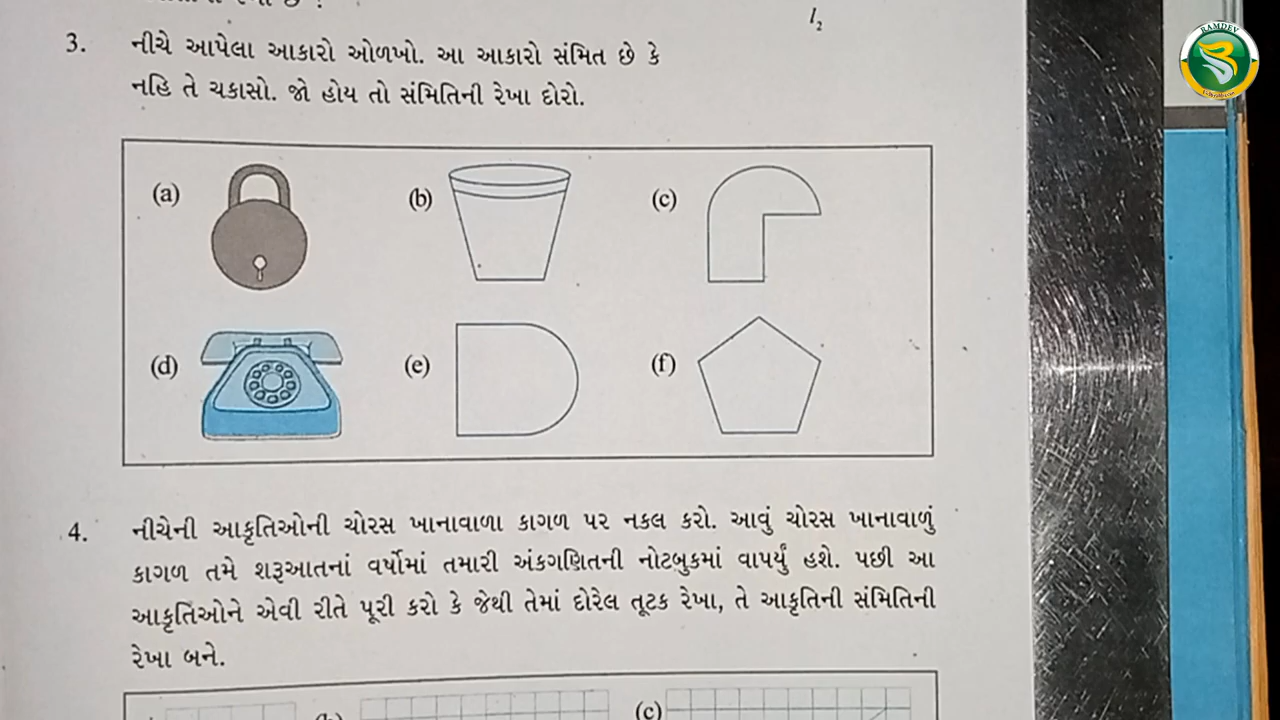 l₂
3. નીચે આપેલા આકારો ઓળખો. આ આકારો સંમિત છે કે
નહિ તે ચકાસો. જો હોય તો સંમિતિની રેખા દોરો.
(a) (b) (c)
(d) (e) (f)
4. નીચેની આકૃતિઓની ચોરસ ખાનાવાળા કાગળ પર નકલ કરો. આવું ચોરસ ખાનાવાળું
કાગળ તમે શરૂઆતનાં વર્ષોમાં તમારી અંકગણિતની નોટબુકમાં વાપર્યું હશે. પછી આ
આકૃતિઓને એવી રીતે પૂરી કરો કે જેથી તેમાં દોરેલ તૂટક રેખા, તે આકૃતિની સંમિતિની
રેખા બને.
(c)
RAMDEV